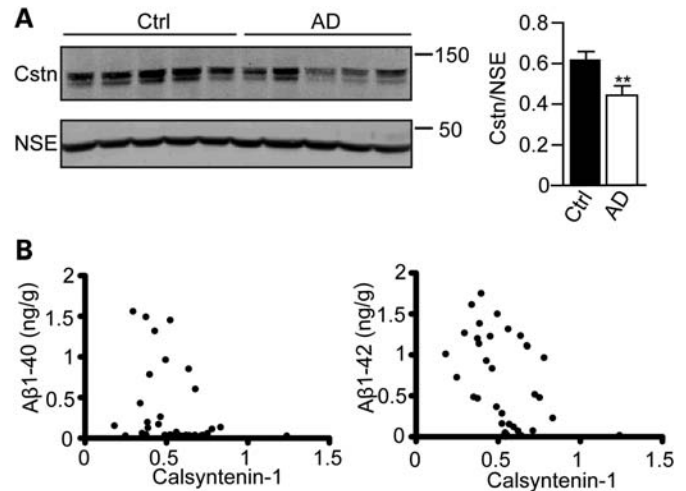 A
Ctrl AD
Cstn
150
NSE
50
Cstn/NSE
0.8
0.6
0.4
0.2
0
**
Ctrl
AD
B
Aβ1-40 (ng/g)
2
1.5
1
0.5
0
0 0.5 1 1.5
Calsyntenin-1
Aβ1-42 (ng/g)
2
1.5
1
0.5
0
0 0.5 1 1.5
Calsyntenin-1